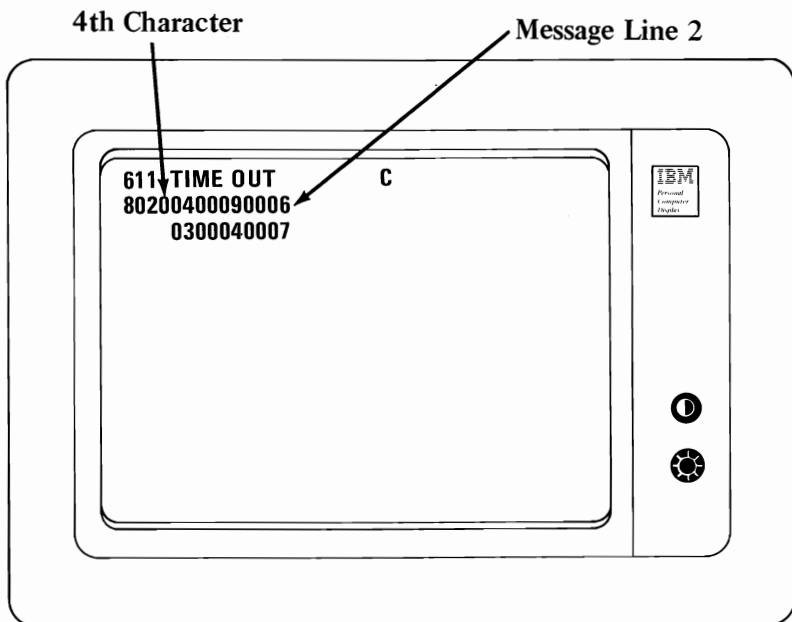 4th Character
Message Line 2
611 TIME OUT C
80200400090006
0300040007
IBM
Personal
Computer
Display